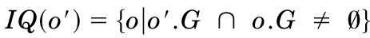 IQ(o′) = {o|o′.G ∩ o.G ≠ ∅}